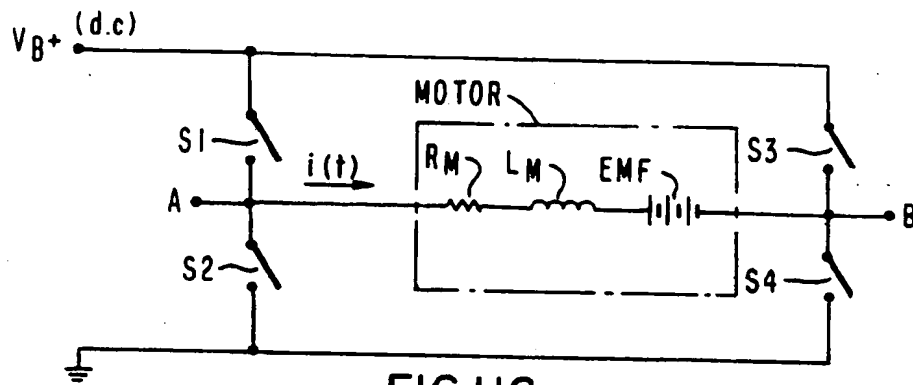 VB+ (d.c)
MOTOR
S1
i(t)
RM
LM
EMF
S3
A
B
S2
S4